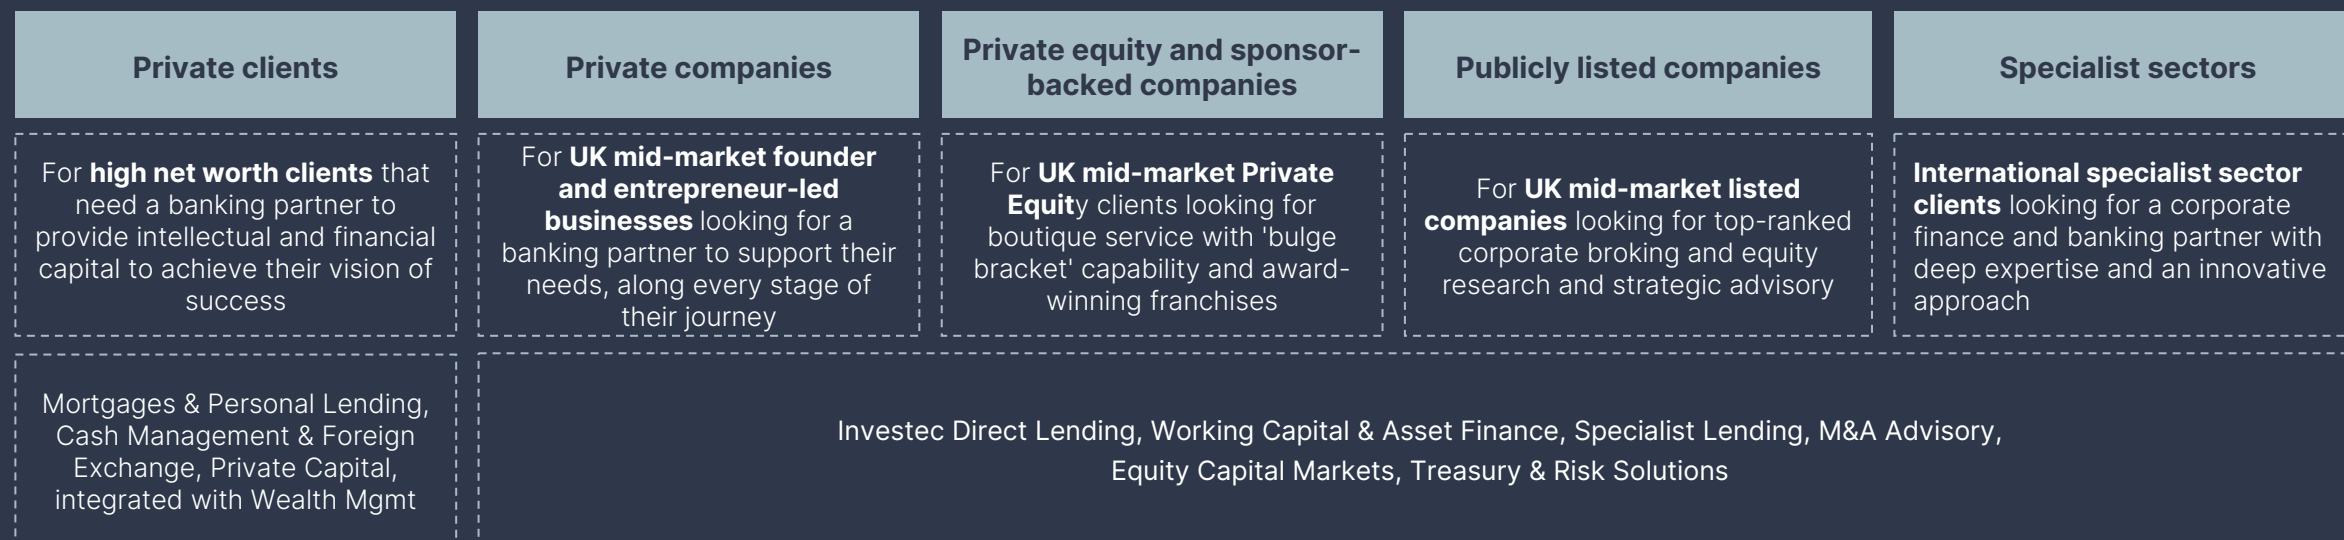 Private clients
Private companies
Private equity and sponsor-
backed companies
Publicly listed companies
Specialist sectors
For high net worth clients that
need a banking partner to
provide intellectual and financial
capital to achieve their vision of
success
For UK mid-market founder
and entrepreneur-led
businesses looking for a
banking partner to support their
needs, along every stage of
their journey
For UK mid-market Private
Equity clients looking for
boutique service with 'bulge
bracket' capability and award-
winning franchises
For UK mid-market listed
companies looking for top-ranked
corporate broking and equity
research and strategic advisory
International specialist sector
clients looking for a corporate
finance and banking partner with
deep expertise and an innovative
approach
Mortgages & Personal Lending,
Cash Management & Foreign
Exchange, Private Capital,
integrated with Wealth Mgmt
Investec Direct Lending, Working Capital & Asset Finance, Specialist Lending, M&A Advisory,
Equity Capital Markets, Treasury & Risk Solutions